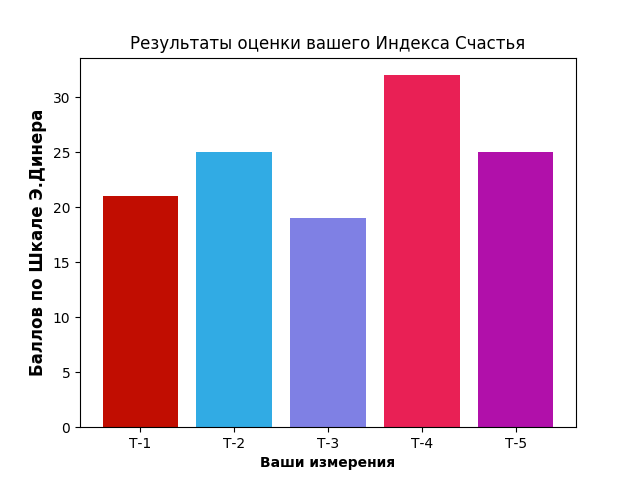 Результаты оценки вашего Индекса Счастья
Баллов по Шкале Э.Динера
30
25
20
15
10
5
0
Т-1 Т-2 Т-3 Т-4 Т-5
Ваши измерения